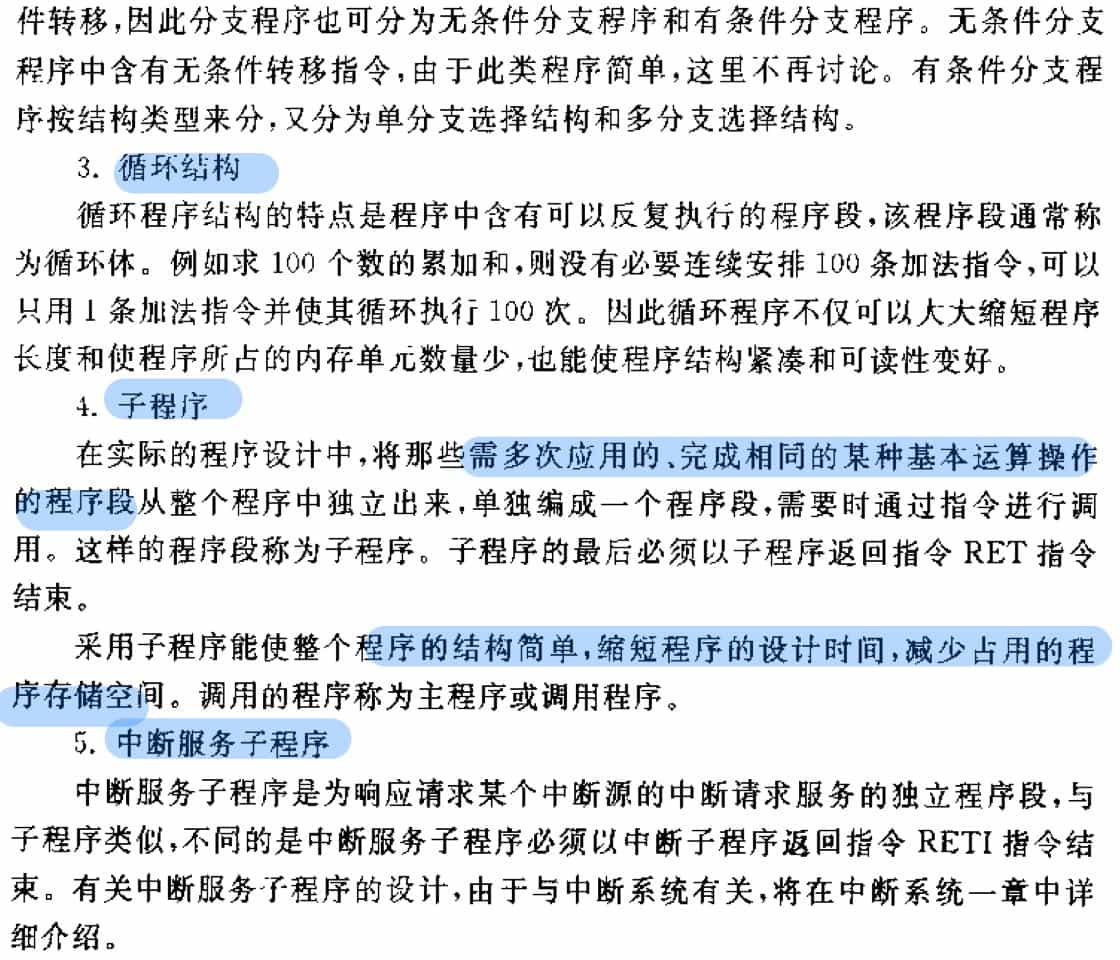 件转移,因此分支程序也可分为无条件分支程序和有条件分支程序。无条件分支
程序中含有无条件转移指令,由于此类程序简单,这里不再讨论。有条件分支程
序按结构类型来分,又分为单分支选择结构和多分支选择结构。
3. 循环结构
循环程序结构的特点是程序中含有可以反复执行的程序段,该程序段通常称
为循环体。例如求 100 个数的累加和,则没有必要连续安排 100 条加法指令,可以
只用 1 条加法指令并使其循环执行 100 次。因此循环程序不仅可以大大缩短程序
长度和使程序所占的内存单元数量少,也能使程序结构紧凑和可读性变好。
4. 子程序
在实际的程序设计中,将那些需多次应用的、完成相同的某种基本运算操作
的程序段从整个程序中独立出来,单独编成一个程序段,需要时通过指令进行调
用。这样的程序段称为子程序。子程序的最后必须以子程序返回指令 RET 指令
结束。
采用子程序能使整个程序的结构简单,缩短程序的设计时间,减少占用的程
序存储空间。调用的程序称为主程序或调用程序。
5. 中断服务子程序
中断服务子程序是为响应请求某个中断源的中断请求服务的独立程序段,与
子程序类似,不同的是中断服务子程序必须以中断子程序返回指令 RETI 指令结
束。有关中断服务子程序的设计,由于与中断系统有关,将在中断系统一章中详
细介绍。